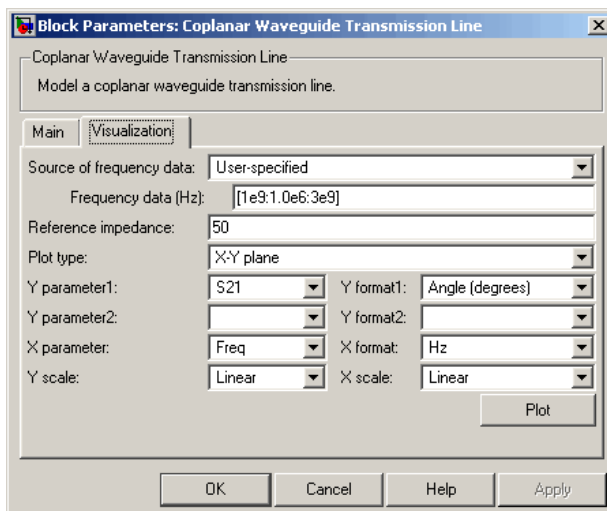 Block Parameters: Coplanar Waveguide Transmission Line
Coplanar Waveguide Transmission Line
Model a coplanar waveguide transmission line.
Main Visualization
Source of frequency data: User-specified
Frequency data (Hz): [1e9:1.0e6:3e9]
Reference impedance: 50
Plot type: X-Y plane
Y parameter1: S21 Y format1: Angle (degrees)
Y parameter2: Y format2:
X parameter: Freq X format: Hz
Y scale: Linear X scale: Linear
Plot
OK Cancel Help Apply